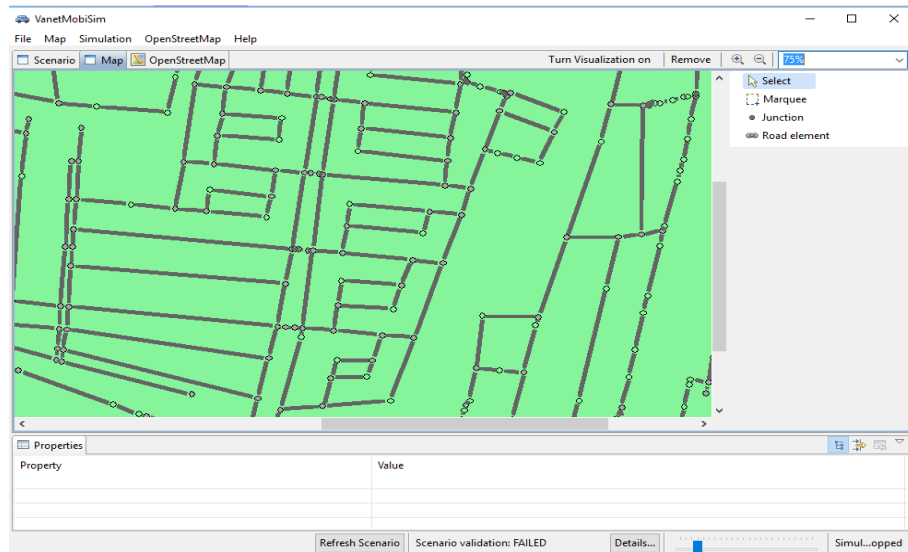 VanetMobiSim
File Map Simulation OpenStreetMap Help
Scenario Map OpenStreetMap Turn Visualization on Remove 75%
Select
Marquee
Junction
Road element
Properties
Property Value
Refresh Scenario Scenario validation: FAILED Details... Simul...opped